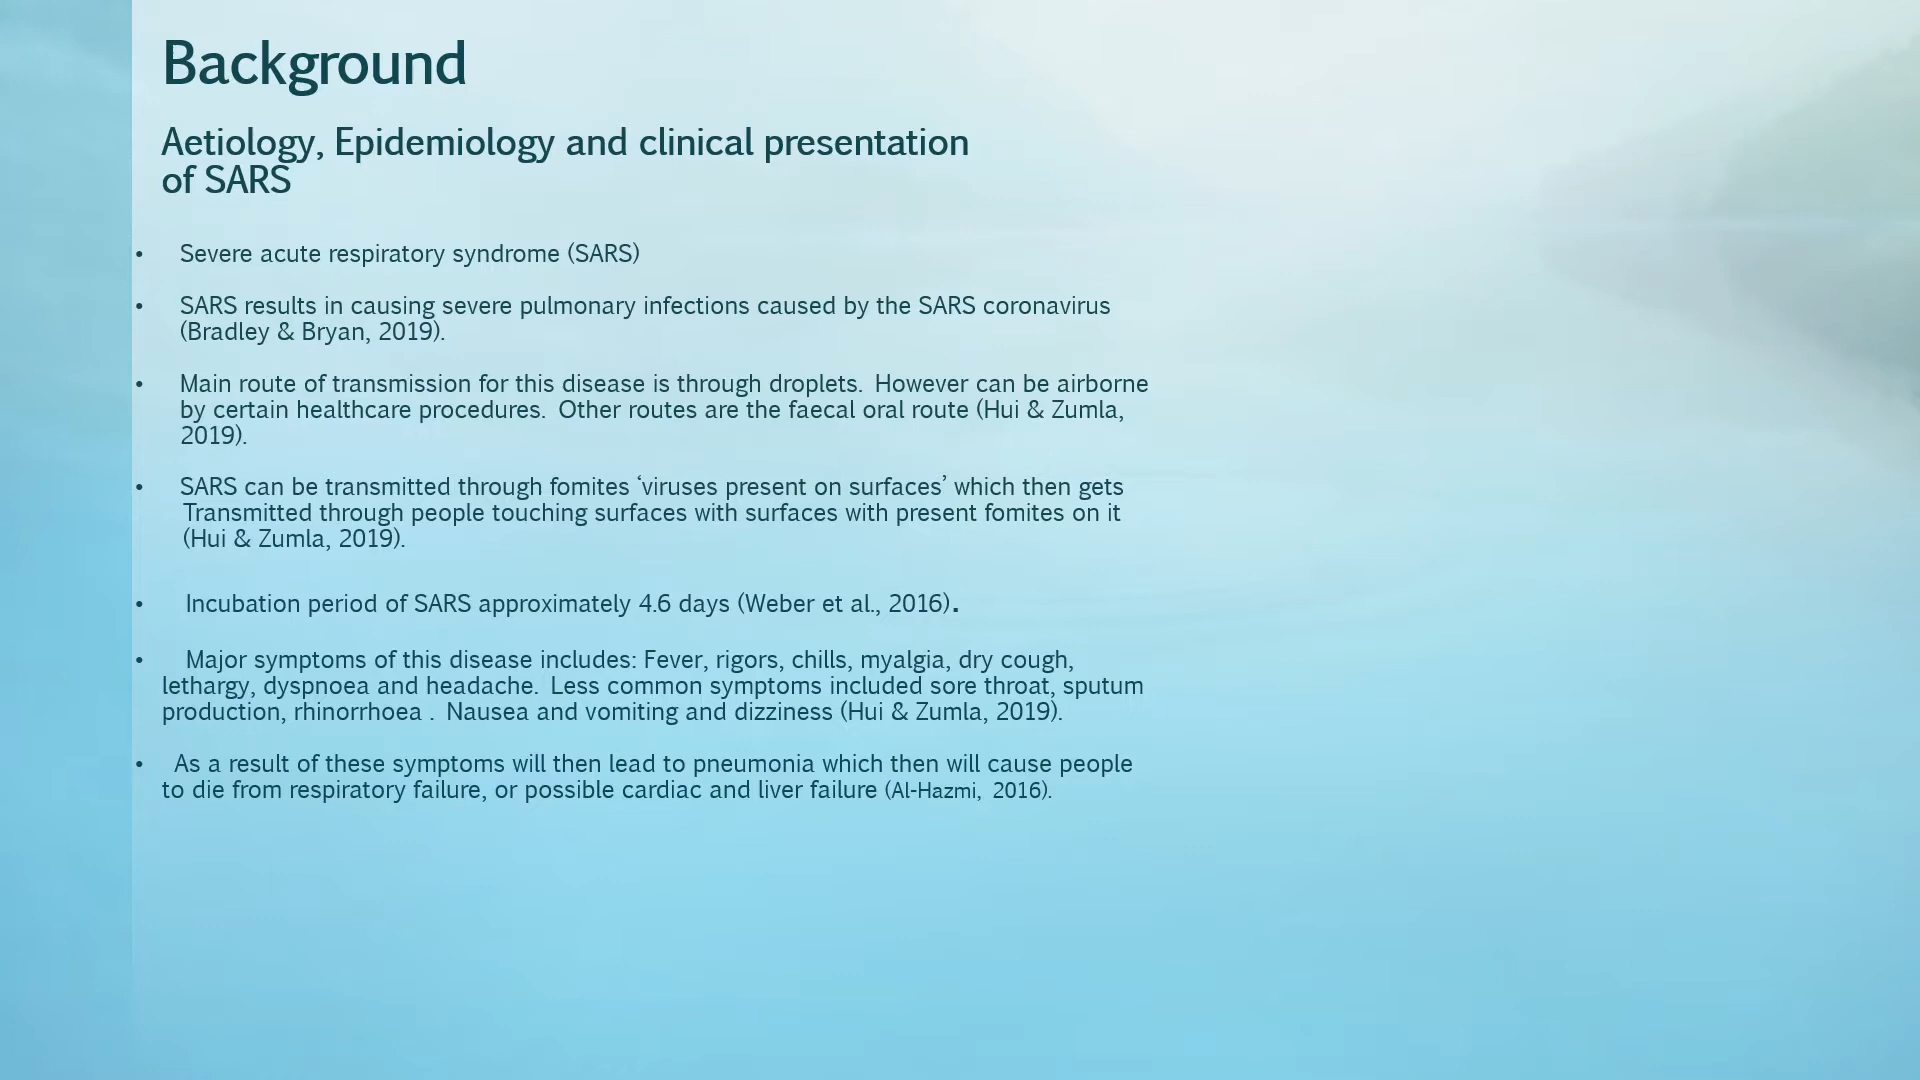 Background
Aetiology, Epidemiology and clinical presentation
of SARS
• Severe acute respiratory syndrome (SARS)
• SARS results in causing severe pulmonary infections caused by the SARS coronavirus
(Bradley & Bryan, 2019).
• Main route of transmission for this disease is through droplets. However can be airborne
by certain healthcare procedures. Other routes are the faecal oral route (Hui & Zumla,
2019).
• SARS can be transmitted through fomites ‘viruses present on surfaces’ which then gets
Transmitted through people touching surfaces with surfaces with present fomites on it
(Hui & Zumla, 2019).
• Incubation period of SARS approximately 4.6 days (Weber et al., 2016).
• Major symptoms of this disease includes: Fever, rigors, chills, myalgia, dry cough,
lethargy, dyspnoea and headache. Less common symptoms included sore throat, sputum
production, rhinorrhoea . Nausea and vomiting and dizziness (Hui & Zumla, 2019).
• As a result of these symptoms will then lead to pneumonia which then will cause people
to die from respiratory failure, or possible cardiac and liver failure (Al-Hazmi, 2016).